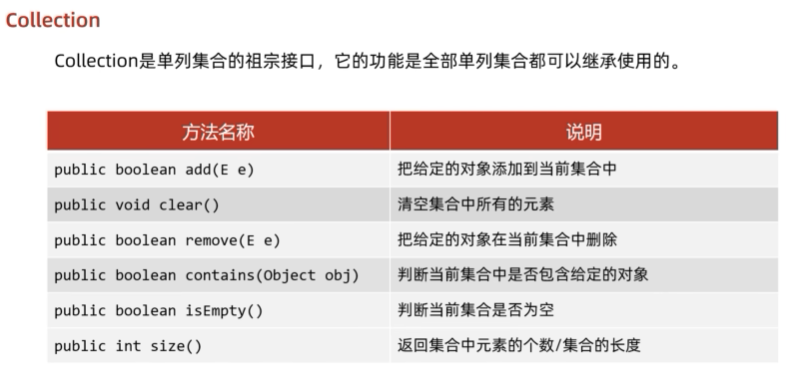 Collection
Collection是单列集合的祖宗接口，它的功能是全部单列集合都可以继承使用的。
方法名称 说明
public boolean add(E e) 把给定的对象添加到当前集合中
public void clear() 清空集合中所有的元素
public boolean remove(E e) 把给定的对象在当前集合中删除
public boolean contains(Object obj) 判断当前集合中是否包含给定的对象
public boolean isEmpty() 判断当前集合是否为空
public int size() 返回集合中元素的个数/集合的长度